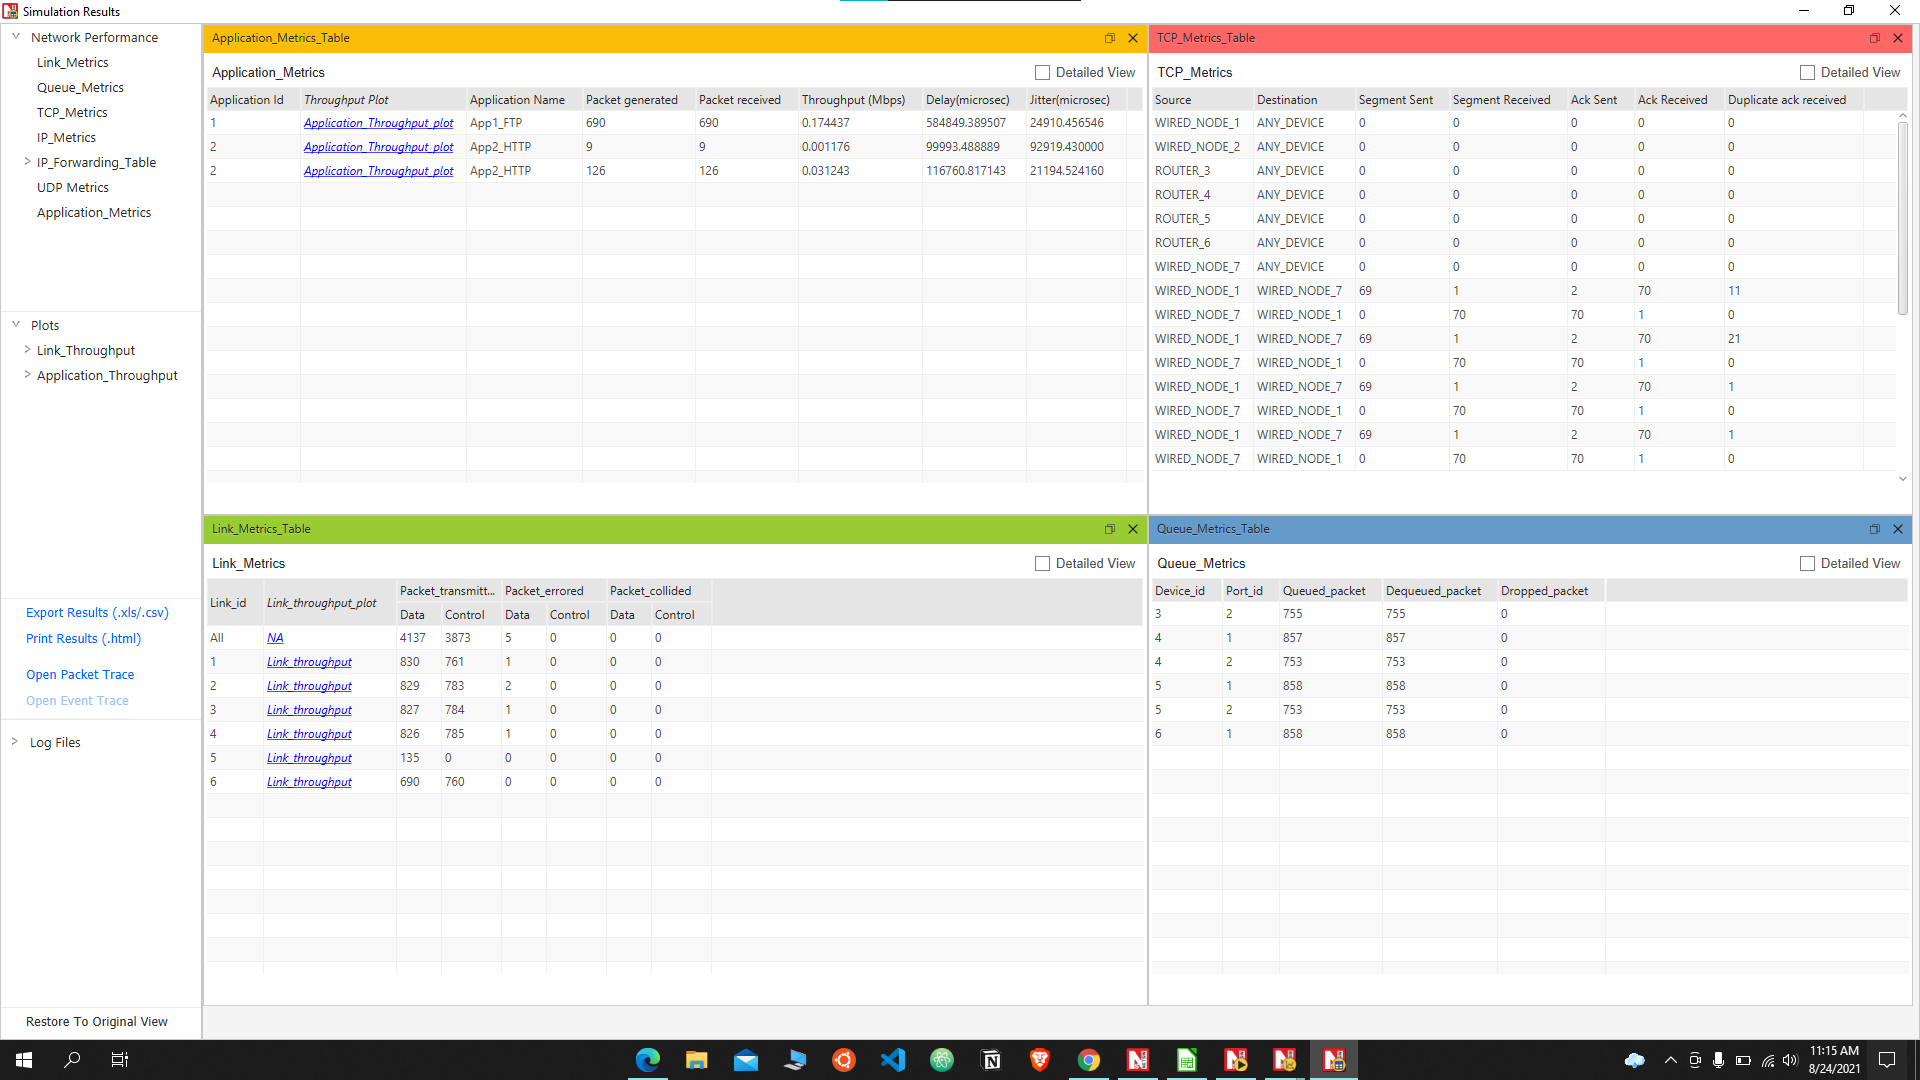 Simulation Results
Network Performance
Link_Metrics
Queue_Metrics
TCP_Metrics
IP_Metrics
IP_Forwarding_Table
UDP Metrics
Application_Metrics
Plots
Link_Throughput
Application_Throughput
Export Results (.xls/.csv)
Print Results (.html)
Open Packet Trace
Open Event Trace
Log Files
Restore To Original View
Application_Metrics_Table
Application_Metrics Detailed View
Application Id Throughput Plot Application Name Packet generated Packet received Throughput (Mbps) Delay(microsec) Jitter(microsec)
1 Application_Throughput_plot App1_FTP 690 690 0.174437 584849.389507 24910.456546
2 Application_Throughput_plot App2_HTTP 9 9 0.001176 99993.488889 92919.430000
2 Application_Throughput_plot App2_HTTP 126 126 0.031243 116760.817143 21194.524160
TCP_Metrics_Table
TCP_Metrics Detailed View
Source Destination Segment Sent Segment Received Ack Sent Ack Received Duplicate ack received
WIRED_NODE_1 ANY_DEVICE 0 0 0 0 0
WIRED_NODE_2 ANY_DEVICE 0 0 0 0 0
ROUTER_3 ANY_DEVICE 0 0 0 0 0
ROUTER_4 ANY_DEVICE 0 0 0 0 0
ROUTER_5 ANY_DEVICE 0 0 0 0 0
ROUTER_6 ANY_DEVICE 0 0 0 0 0
WIRED_NODE_7 ANY_DEVICE 0 0 0 0 0
WIRED_NODE_1 WIRED_NODE_7 69 1 2 70 11
WIRED_NODE_7 WIRED_NODE_1 0 70 70 1 0
WIRED_NODE_1 WIRED_NODE_7 69 1 2 70 21
WIRED_NODE_7 WIRED_NODE_1 0 70 70 1 0
WIRED_NODE_1 WIRED_NODE_7 69 1 2 70 1
WIRED_NODE_7 WIRED_NODE_1 0 70 70 1 0
WIRED_NODE_1 WIRED_NODE_7 69 1 2 70 1
WIRED_NODE_7 WIRED_NODE_1 0 70 70 1 0
Link_Metrics_Table
Link_Metrics Detailed View
Link_id Link_throughput_plot Packet_transmitt... Packet_errored Packet_collided
Data Control Data Control Data Control
All NA 4137 3873 5 0 0 0
1 Link_throughput 830 761 1 0 0 0
2 Link_throughput 829 783 2 0 0 0
3 Link_throughput 827 784 1 0 0 0
4 Link_throughput 826 785 1 0 0 0
5 Link_throughput 135 0 0 0 0 0
6 Link_throughput 690 760 0 0 0 0
Queue_Metrics_Table
Queue_Metrics Detailed View
Device_id Port_id Queued_packet Dequeued_packet Dropped_packet
3 2 755 755 0
4 1 857 857 0
4 2 753 753 0
5 1 858 858 0
5 2 753 753 0
6 1 858 858 0
11:15 AM
8/24/2021